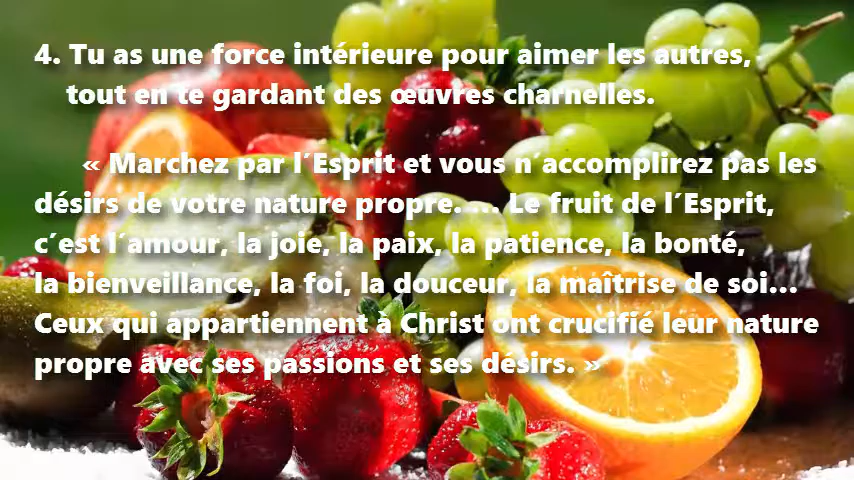 4. Tu as une force intérieure pour aimer les autres,
tout en te gardant des œuvres charnelles.
« Marchez par l´Esprit et vous n´accomplirez pas les
désirs de votre nature propre. ... Le fruit de l´Esprit,
c´est l´amour, la joie, la paix, la patience, la bonté,
la bienveillance, la foi, la douceur, la maîtrise de soi...
Ceux qui appartiennent à Christ ont crucifié leur nature
propre avec ses passions et ses désirs. »